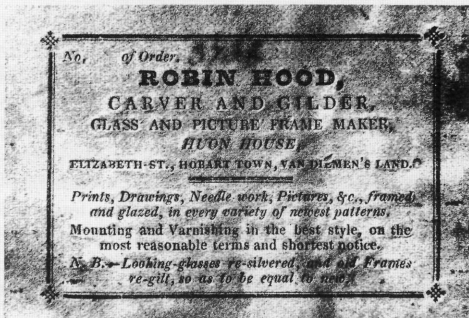 No. of Order.
ROBIN HOOD,
CARVER AND GILDER,
GLASS AND PICTURE FRAME MAKER,
HUON HOUSE,
ELIZABETH-ST., HOBART TOWN, VAN DIEMEN'S LAND.
Prints, Drawings, Needle work, Pictures, &c., framed
and glazed, in every variety of newest patterns,
Mounting and Varnishing in the best style, on the
most reasonable terms and shortest notice.
N. B.—Looking-glasses re-silvered, and old Frames
re-gilt, so as to be equal to new.